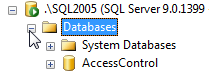 .\SQL2005 (SQL Server 9.0.1399
Databases
System Databases
AccessControl